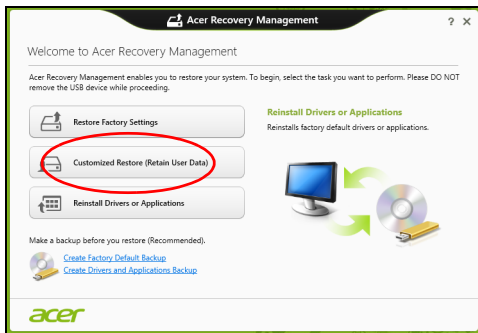 Acer Recovery Management
? X
Welcome to Acer Recovery Management
Acer Recovery Management enables you to restore your system. To begin, select the task you want to perform. Please DO NOT
remove the USB device while proceeding.
Restore Factory Settings
Customized Restore (Retain User Data)
Reinstall Drivers or Applications
Reinstall Drivers or Applications
Reinstalls factory default drivers or applications.
Make a backup before you restore (Recommended).
Create Factory Default Backup
Create Drivers and Applications Backup
acer